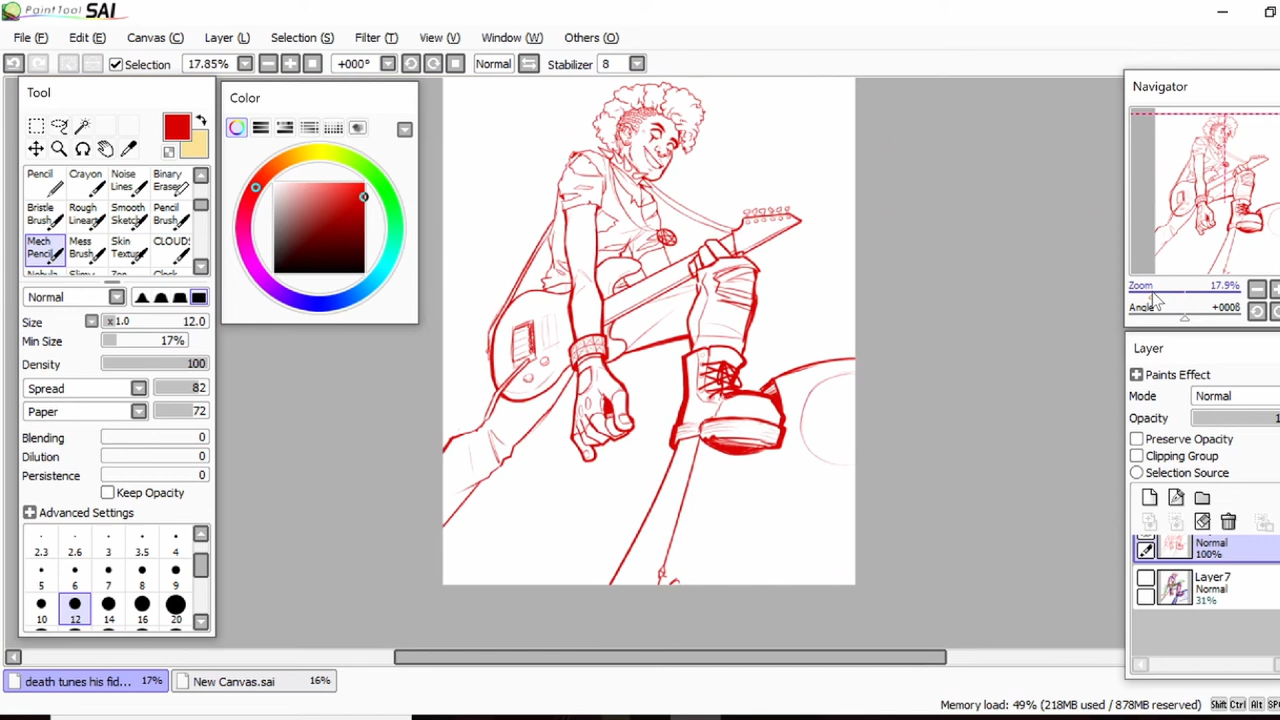 PaintTool SAI
File (F) Edit (E) Canvas (C) Layer (L) Selection (S) Filter (T) View (V) Window (W) Others (O)
Selection 17.85% +000° Normal Stabilizer 8
Tool
Color
Navigator
Pencil Crayon Noise Lines Binary Eraser
Bristle Brush Rough Linear Smooth Sketch Pencil Brush
Mech Pencil Mess Brush Skin Textur CLOUD
Normal
Size x 1.0 12.0
Min Size 17%
Density 100
Spread 82
Paper 72
Blending 0
Dilution 0
Persistence 0
Keep Opacity
Advanced Settings
2.3 2.6 3 3.5 4
5 6 7 8 9
10 12 14 16 20
Zoom 17.9%
Angle +000ß
Layer
Paints Effect
Mode Normal
Opacity
Preserve Opacity
Clipping Group
Selection Source
Normal
100%
Layer7
Normal
31%
death tunes his fid... 17% New Canvas.sai 16%
Memory load: 49% (218MB used / 878MB reserved) Shift Ctrl Alt